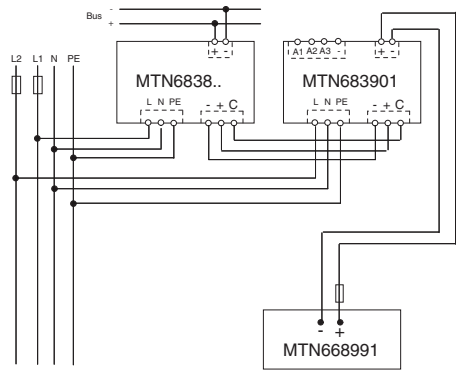 -
Bus
+
L2 L1 N PE
+ -
MTN6838..
L N PE - + C
A1 A2 A3 - + -
MTN683901
L N PE - + C
- +
MTN668991